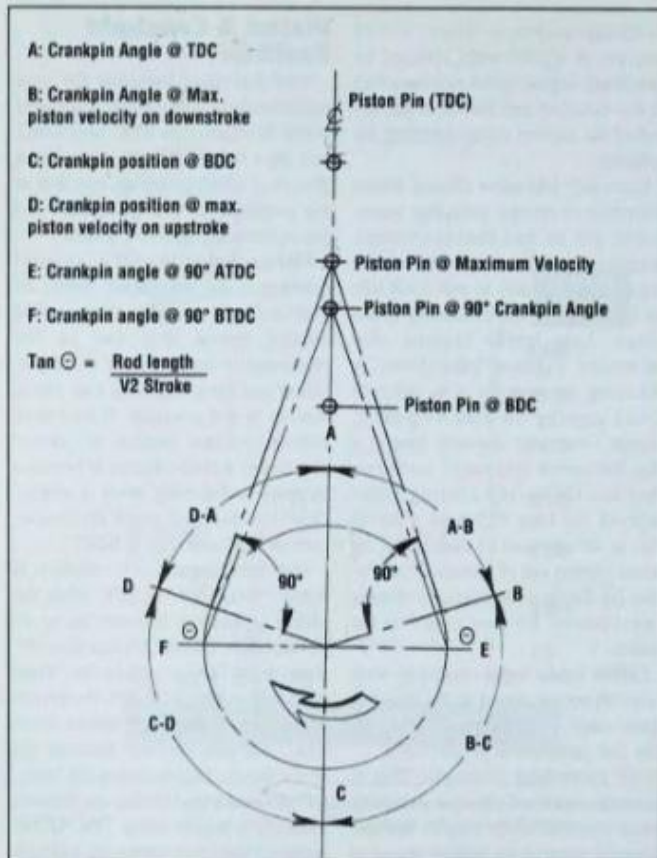 A: Crankpin Angle @ TDC
B: Crankpin Angle @ Max.
piston velocity on downstroke
C: Crankpin position @ BDC
D: Crankpin position @ max.
piston velocity on upstroke
E: Crankpin angle @ 90° ATDC
F: Crankpin angle @ 90° BTDC
Tan ⊖ = Rod length
V2 Stroke
Piston Pin (TDC)
Piston Pin @ Maximum Velocity
Piston Pin @ 90° Crankpin Angle
Piston Pin @ BDC
A
D-A
A-B
D
90°
90°
B
⊖
F
⊖
E
C-D
B-C
C